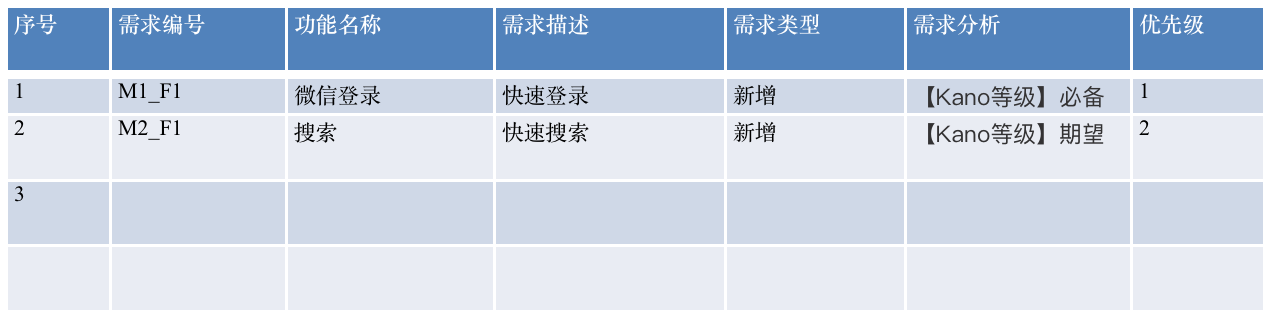 序号 需求编号 功能名称 需求描述 需求类型 需求分析 优先级
1 M1_F1 微信登录 快速登录 新增 【Kano等级】必备 1
2 M2_F1 搜索 快速搜索 新增 【Kano等级】期望 2
3